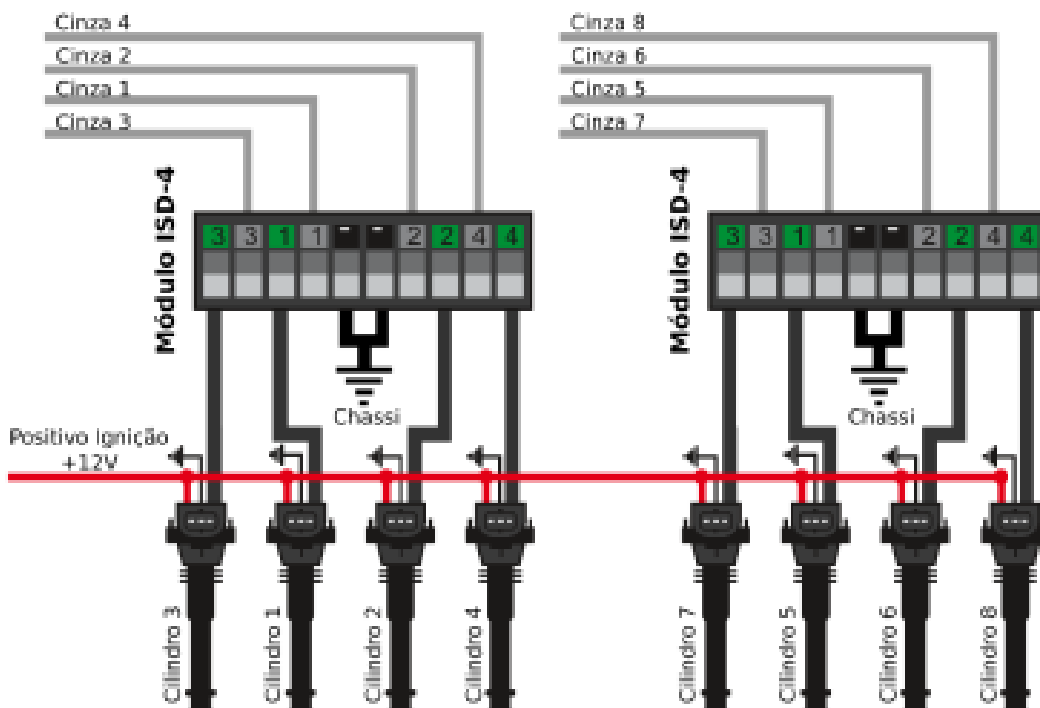 Cinza 4
Cinza 2
Cinza 1
Cinza 3
Cinza 8
Cinza 6
Cinza 5
Cinza 7
Módulo ISD-4
3 3 1 1 - - 2 2 4 4
Chassi
Módulo ISD-4
3 3 1 1 - - 2 2 4 4
Chassi
Positivo Ignição
+12V
Cilindro 3
Cilindro 1
Cilindro 2
Cilindro 4
Cilindro 7
Cilindro 5
Cilindro 6
Cilindro 8